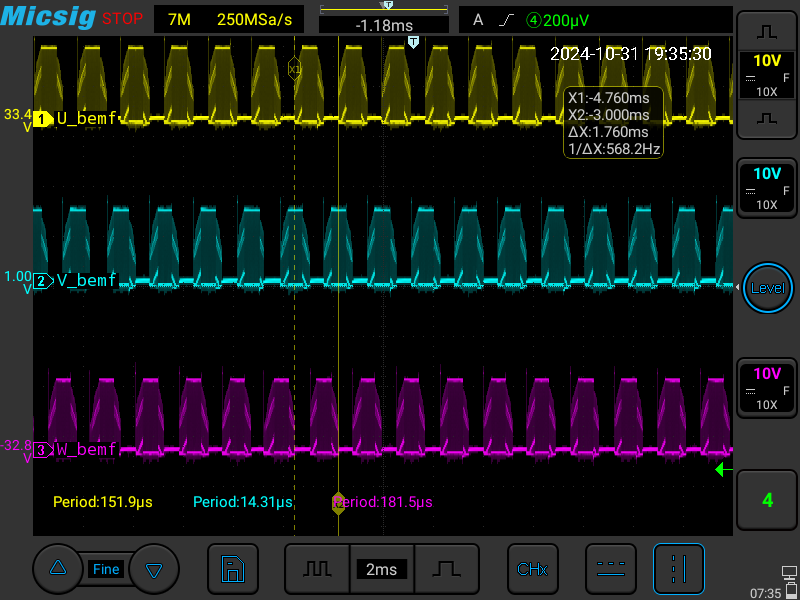 Micsig STOP 7M 250MSa/s T -1.18ms A 4 200μV
T
2024-10-31 19:35:30
X1
10V
F
10X
X1:-4.760ms
X2:-3.000ms
ΔX:1.760ms
1/ΔX:568.2Hz
33.4
V
1 U_bemf
10V
F
10X
1.00
V
2 V_bemf
Level
10V
F
10X
-32.8
V
3 W_bemf
Period:151.9μs Period:14.31μs Period:181.5μs
4
Fine 2ms CHx
07:35